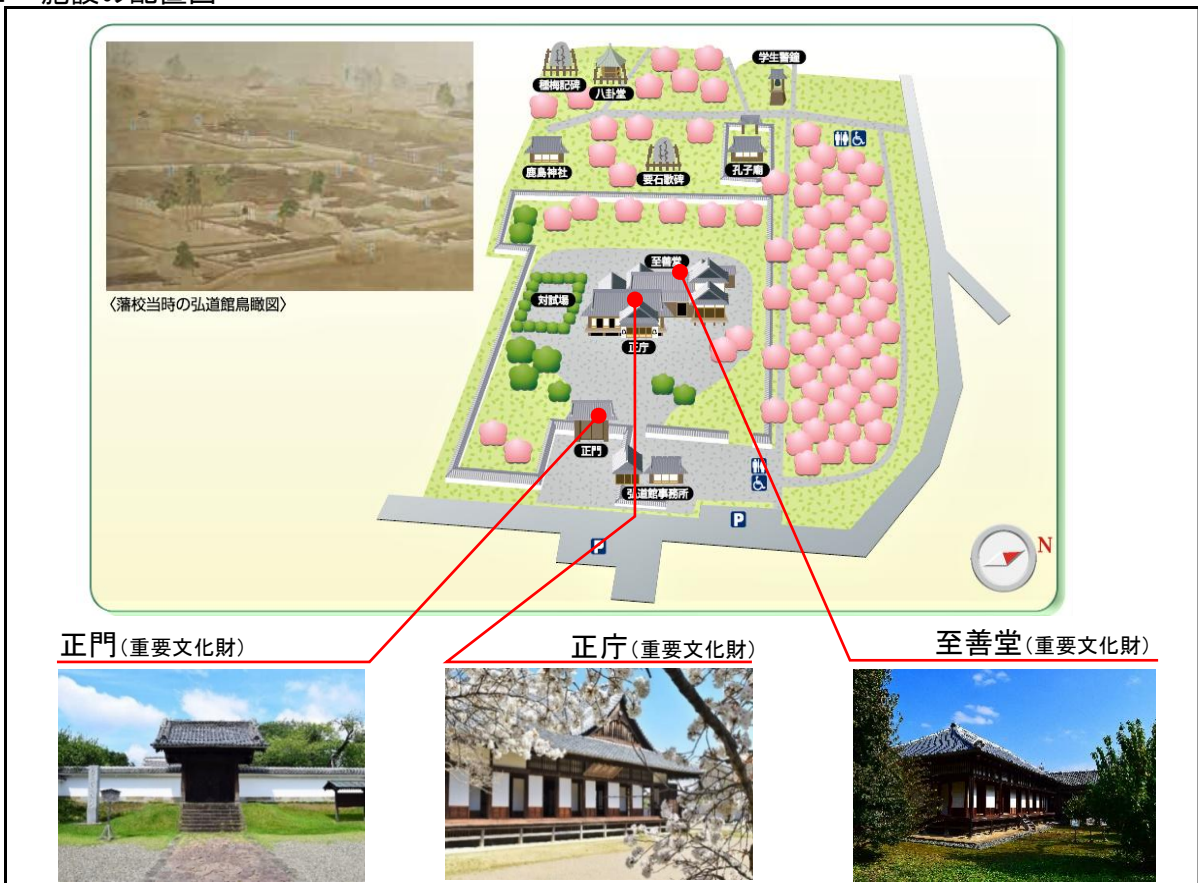 施設の配置図
種梅記碑
八卦堂
学生警鐘
鹿島神社
要石歌碑
孔子廟
至善堂
対試場
正庁
正門
弘道館事務所
P
P
N
〈藩校当時の弘道館鳥瞰図〉
正門(重要文化財)
正庁(重要文化財)
至善堂(重要文化財)